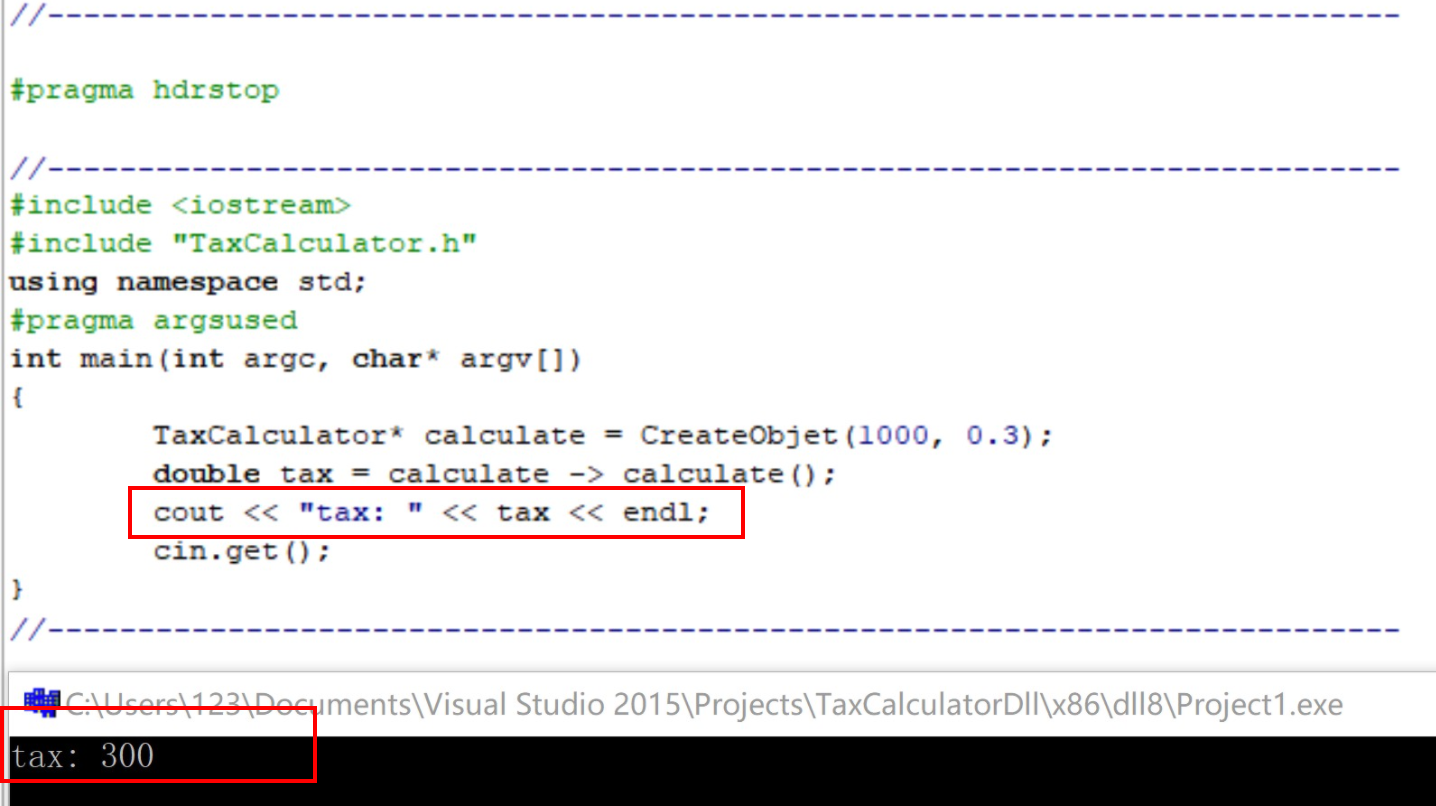 //---------------------------------------------------------------------------
#pragma hdrstop
//---------------------------------------------------------------------------
#include <iostream>
#include "TaxCalculator.h"
using namespace std;
#pragma argsused
int main(int argc, char* argv[])
{
TaxCalculator* calculate = CreateObjet(1000, 0.3);
double tax = calculate -> calculate();
cout << "tax: " << tax << endl;
cin.get();
}
//---------------------------------------------------------------------------
C:\Users\123\Documents\Visual Studio 2015\Projects\TaxCalculatorDll\x86\dll8\Project1.exe
tax: 300